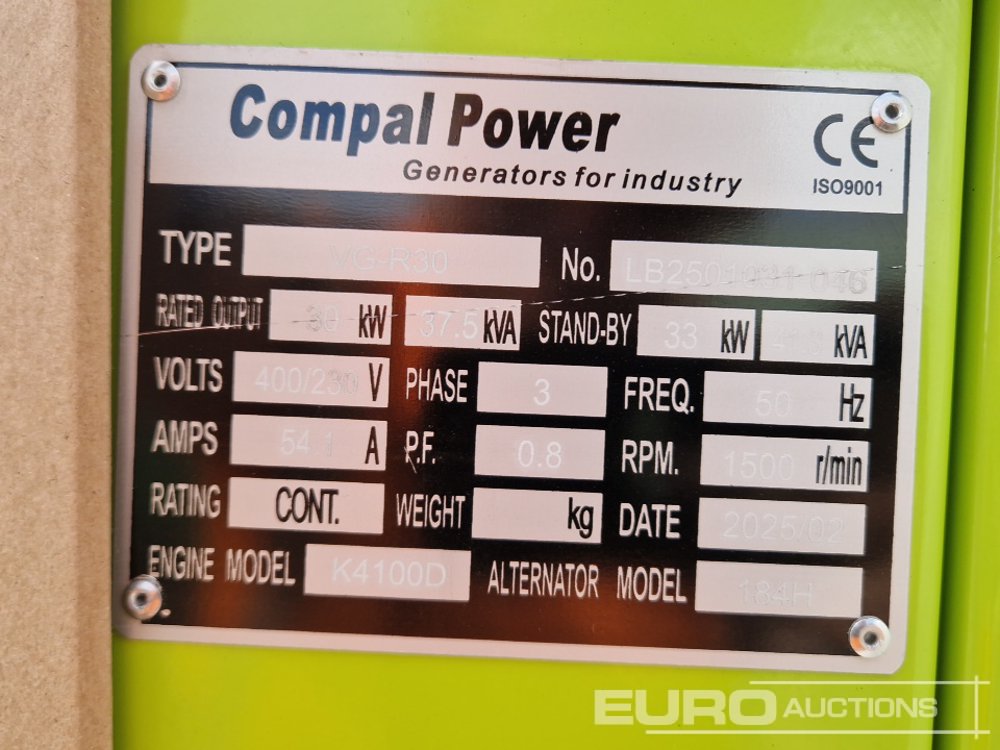 Compal Power
Generators for industry
CE
ISO9001
TYPE VG-R30 No. LB2501031-046
RATED OUTPUT 30 kW 37.5 kVA STAND-BY 33 kW kVA
VOLTS 400/230 V PHASE 3 FREQ. 50 Hz
AMPS 54.1 A P.F. 0.8 RPM. 1500 r/min
RATING CONT. WEIGHT kg DATE 2025/02
ENGINE MODEL K4100D ALTERNATOR MODEL 184H
EURO AUCTIONS